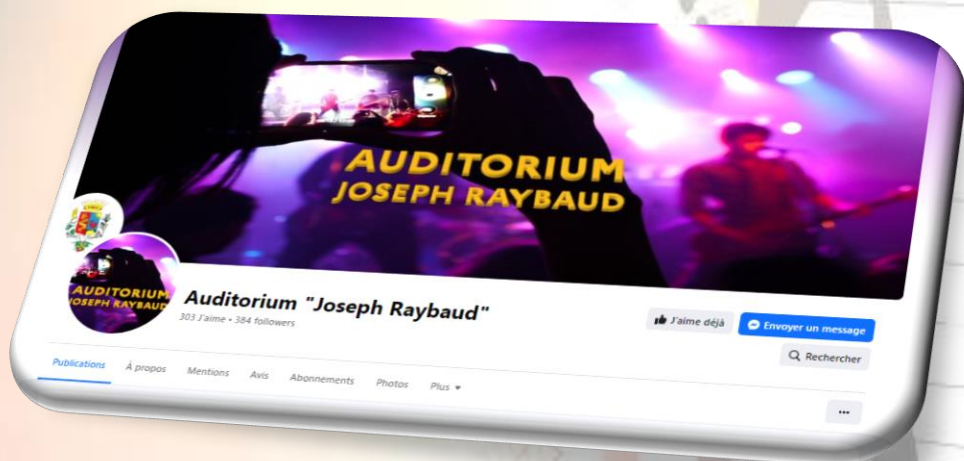 AUDITORIUM
JOSEPH RAYBAUD
AUDITORIUM
JOSEPH RAYBAUD
Auditorium "Joseph Raybaud"
303 J'aime • 384 followers
J'aime déjà
Envoyer un message
Rechercher
Publications À propos Mentions Avis Abonnements Photos Plus
...